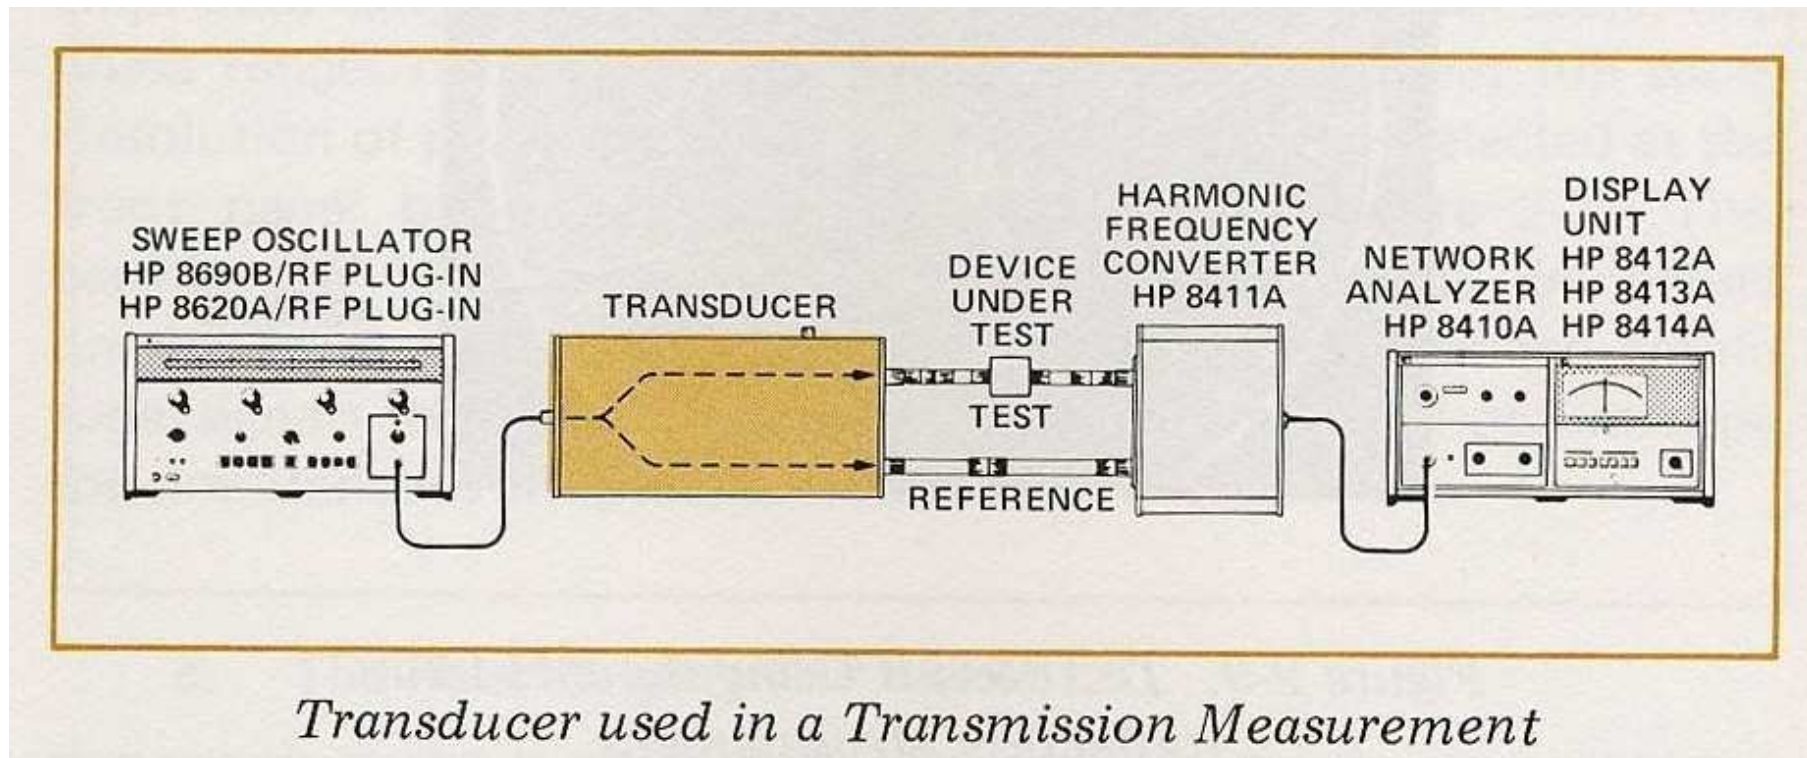 SWEEP OSCILLATOR
HP 8690B/RF PLUG-IN
HP 8620A/RF PLUG-IN
TRANSDUCER
DEVICE
UNDER
TEST
TEST
REFERENCE
HARMONIC
FREQUENCY
CONVERTER
HP 8411A
NETWORK
ANALYZER
HP 8410A
DISPLAY
UNIT
HP 8412A
HP 8413A
HP 8414A
Transducer used in a Transmission Measurement